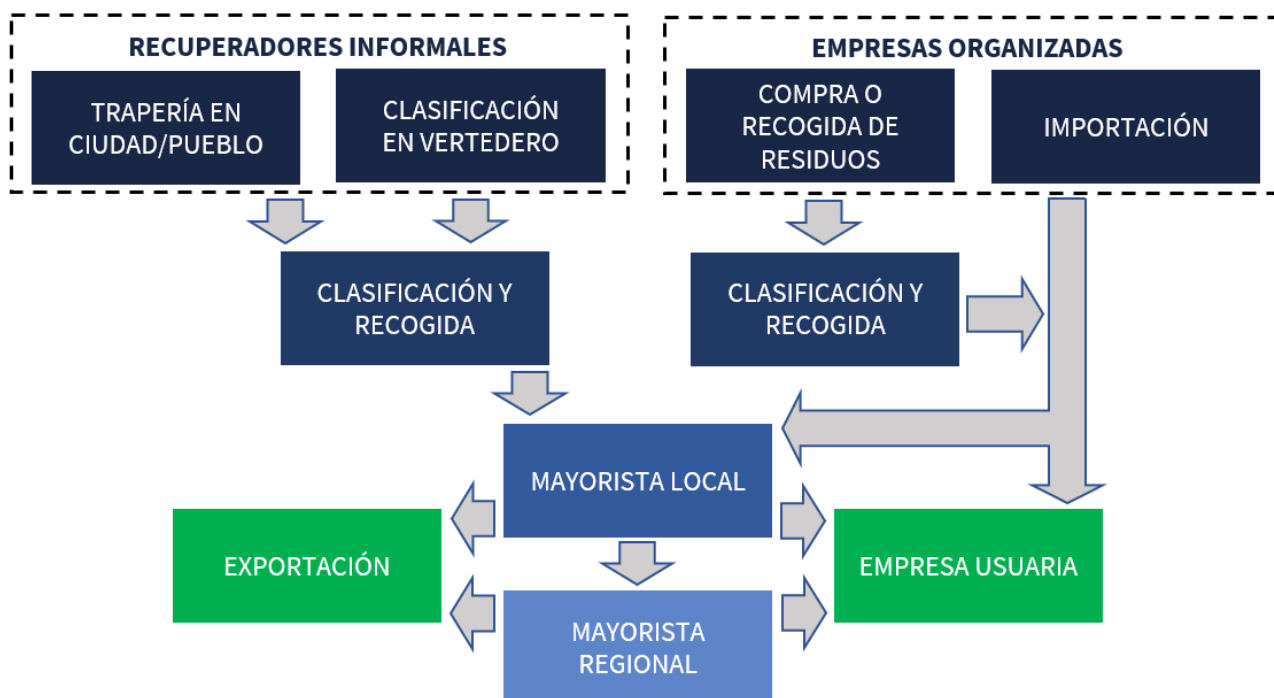 RECUPERADORES INFORMALES
TRAPERÍA EN
CIUDAD/PUEBLO
CLASIFICACIÓN
EN VERTEDERO
EMPRESAS ORGANIZADAS
COMPRA O
RECOGIDA DE
RESIDUOS
IMPORTACIÓN
CLASIFICACIÓN Y
RECOGIDA
CLASIFICACIÓN Y
RECOGIDA
MAYORISTA LOCAL
EXPORTACIÓN
EMPRESA USUARIA
MAYORISTA
REGIONAL